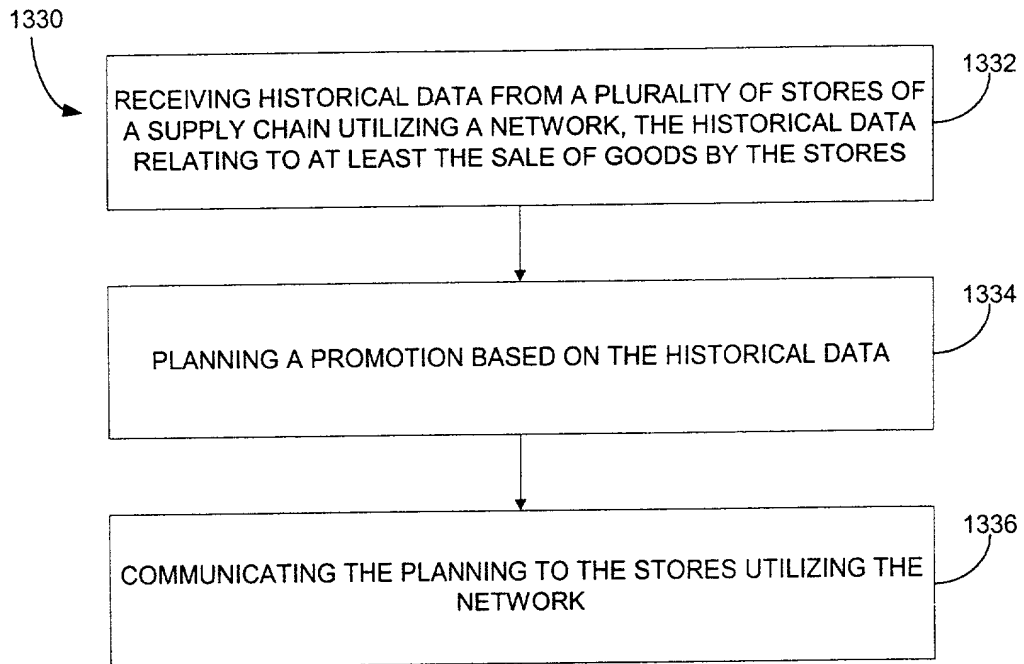 1330
1332
RECEIVING HISTORICAL DATA FROM A PLURALITY OF STORES OF
A SUPPLY CHAIN UTILIZING A NETWORK, THE HISTORICAL DATA
RELATING TO AT LEAST THE SALE OF GOODS BY THE STORES
1334
PLANNING A PROMOTION BASED ON THE HISTORICAL DATA
1336
COMMUNICATING THE PLANNING TO THE STORES UTILIZING THE
NETWORK